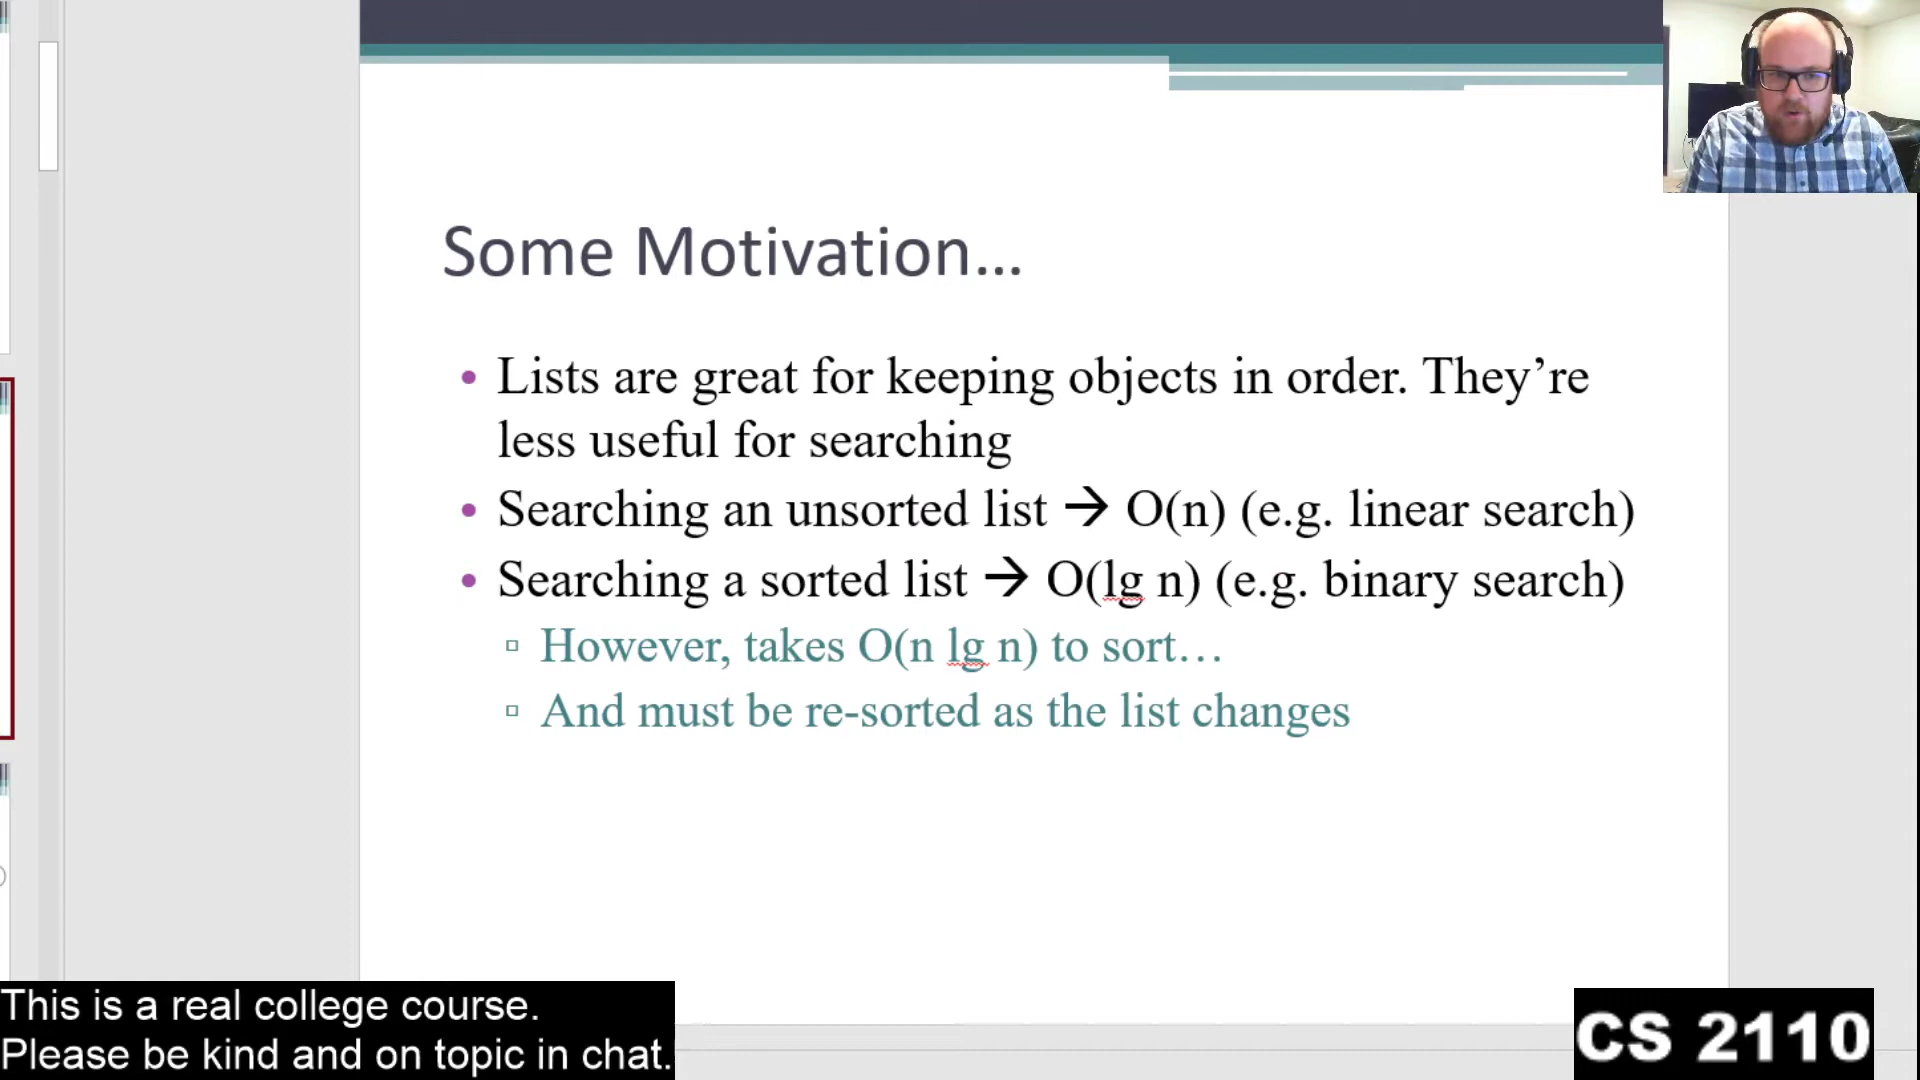 Some Motivation…
• Lists are great for keeping objects in order. They’re
less useful for searching
• Searching an unsorted list → O(n) (e.g. linear search)
• Searching a sorted list → O(lg n) (e.g. binary search)
▫ However, takes O(n lg n) to sort…
▫ And must be re-sorted as the list changes
This is a real college course.
Please be kind and on topic in chat.
CS 2110